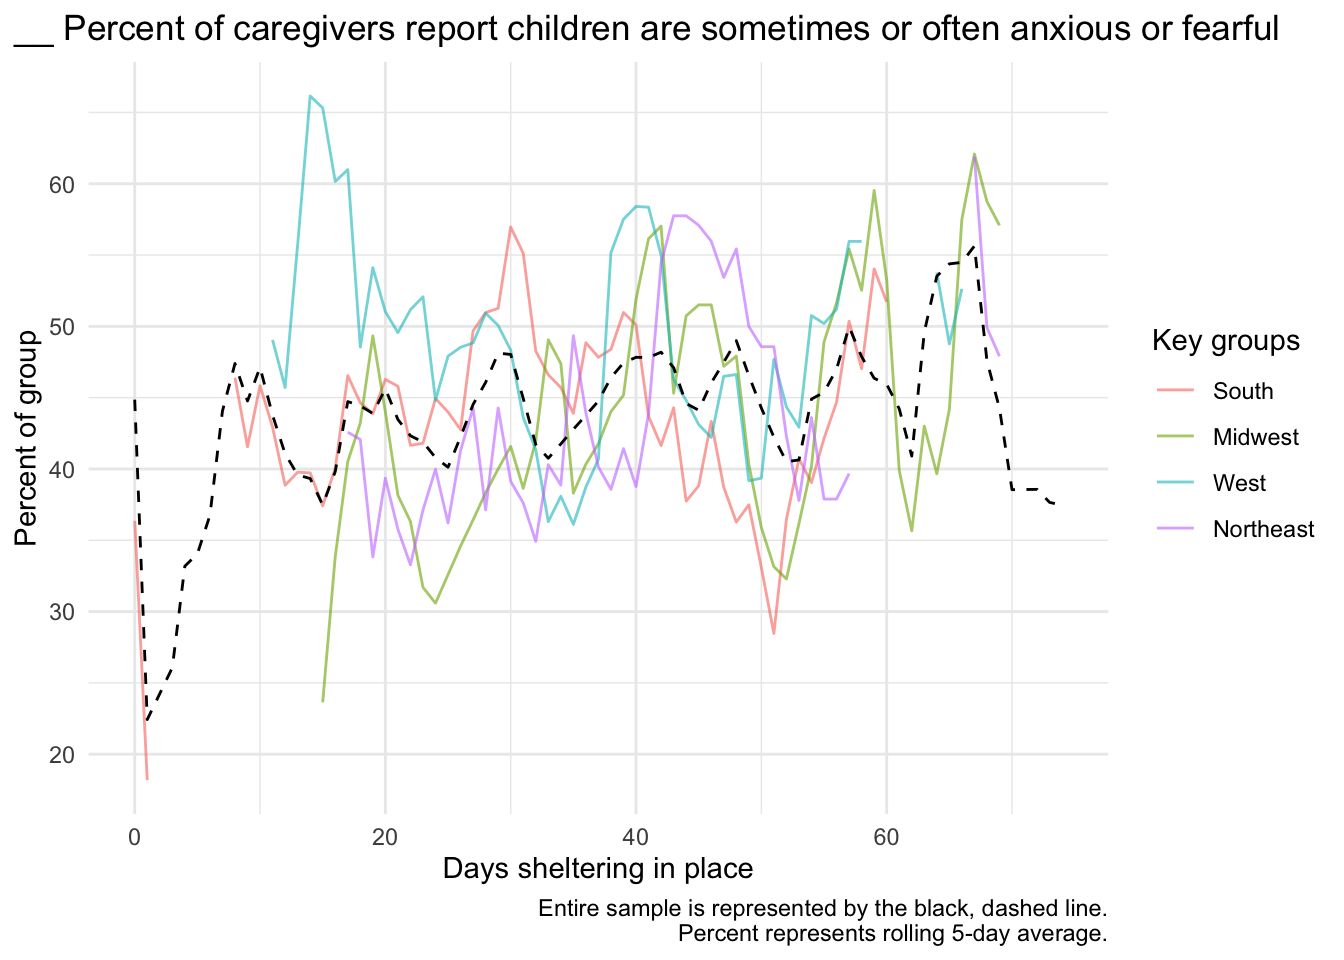 __ Percent of caregivers report children are sometimes or often anxious or fearful
Percent of group
60
50
40
30
20
0
20
40
60
Days sheltering in place
Key groups
South
Midwest
West
Northeast
Entire sample is represented by the black, dashed line.
Percent represents rolling 5-day average.